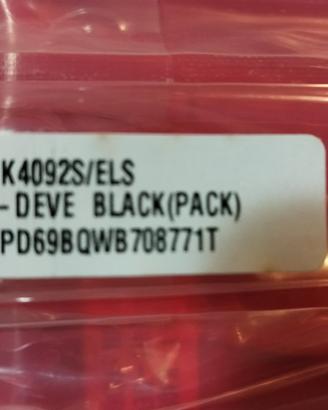 K4092S/ELS
-DEVE BLACK(PACK)
PD69BQWB708771T